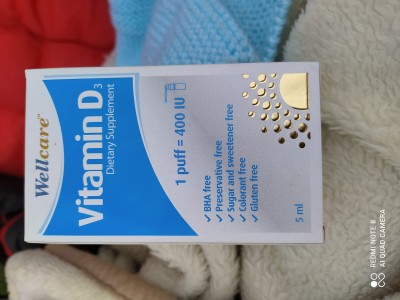 Wellcare
Vitamin D3
Dietary Supplement
1 puff = 400 IU
✓ BHA free
✓ Preservative free
✓ Sugar and sweetener free
✓ Colorant free
✓ Gluten free
5 ml
REDMI NOTE 8
AI QUAD CAMERA